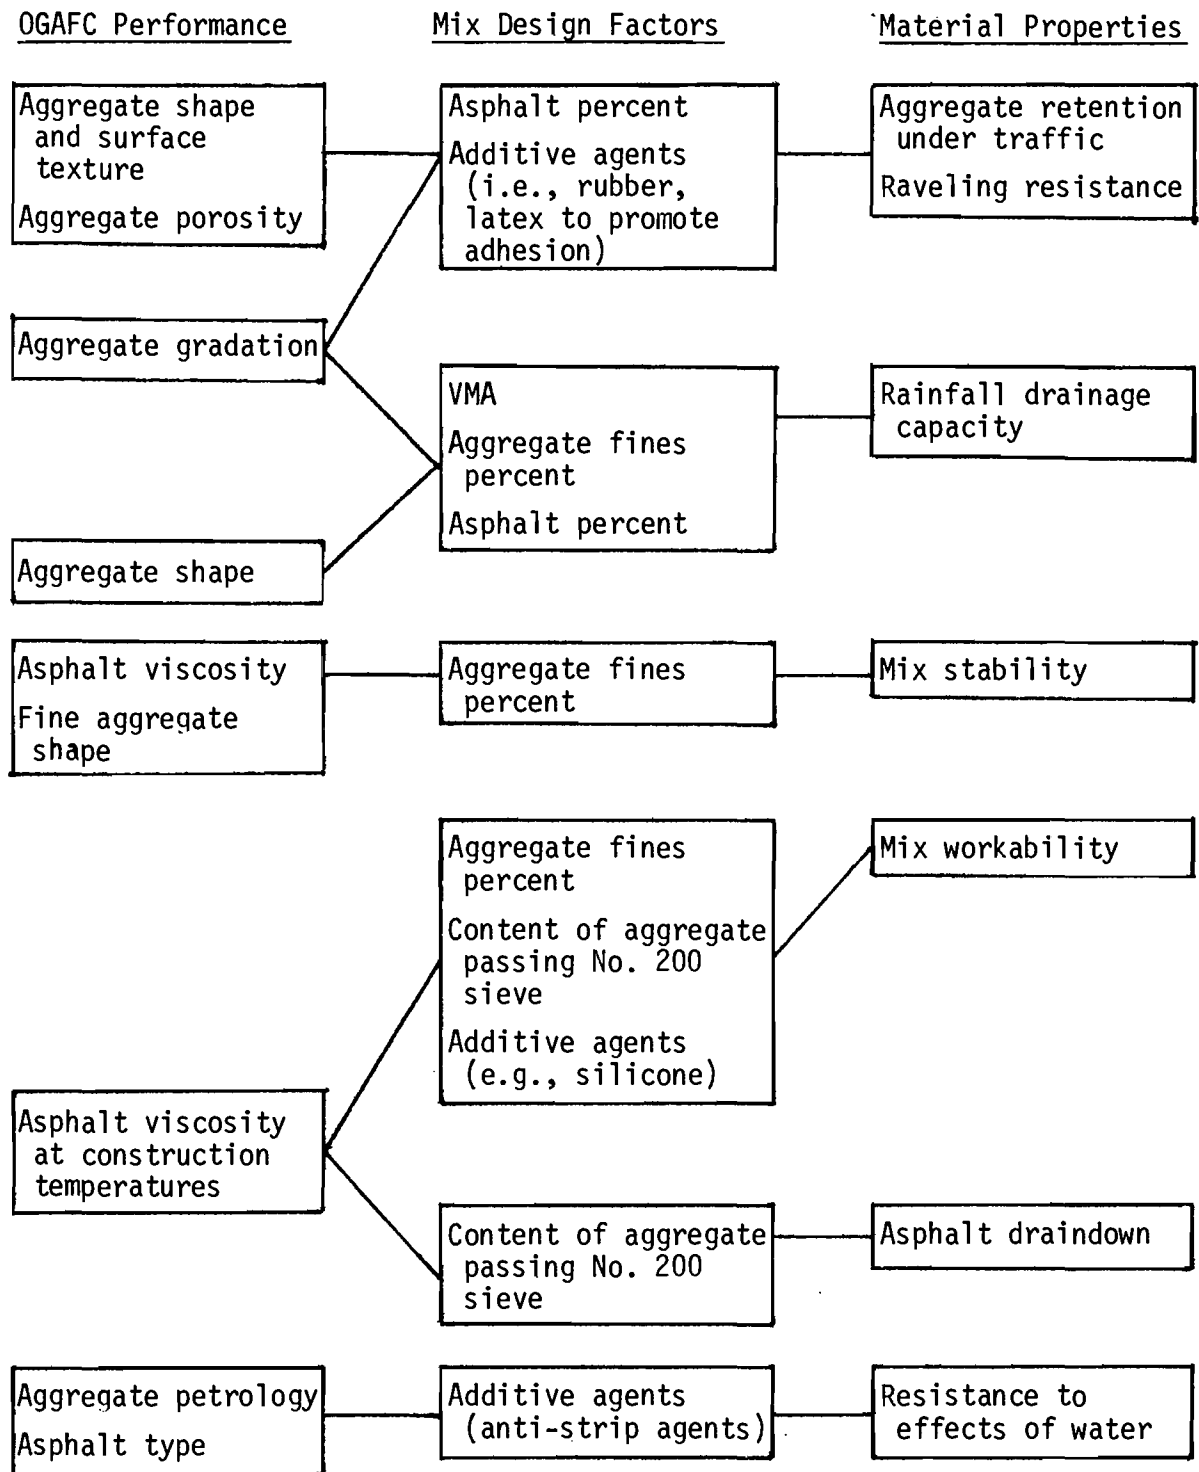 OGAFC Performance
Mix Design Factors
Material Properties
Aggregate shape
and surface
texture
Aggregate porosity
Asphalt percent
Additive agents
(i.e., rubber,
latex to promote
adhesion)
Aggregate retention
under traffic
Raveling resistance
Aggregate gradation
VMA
Aggregate fines
percent
Asphalt percent
Rainfall drainage
capacity
Aggregate shape
Asphalt viscosity
Fine aggregate
shape
Aggregate fines
percent
Mix stability
Aggregate fines
percent
Content of aggregate
passing No. 200
sieve
Additive agents
(e.g., silicone)
Mix workability
Asphalt viscosity
at construction
temperatures
Content of aggregate
passing No. 200
sieve
Asphalt draindown
Aggregate petrology
Asphalt type
Additive agents
(anti-strip agents)
Resistance to
effects of water